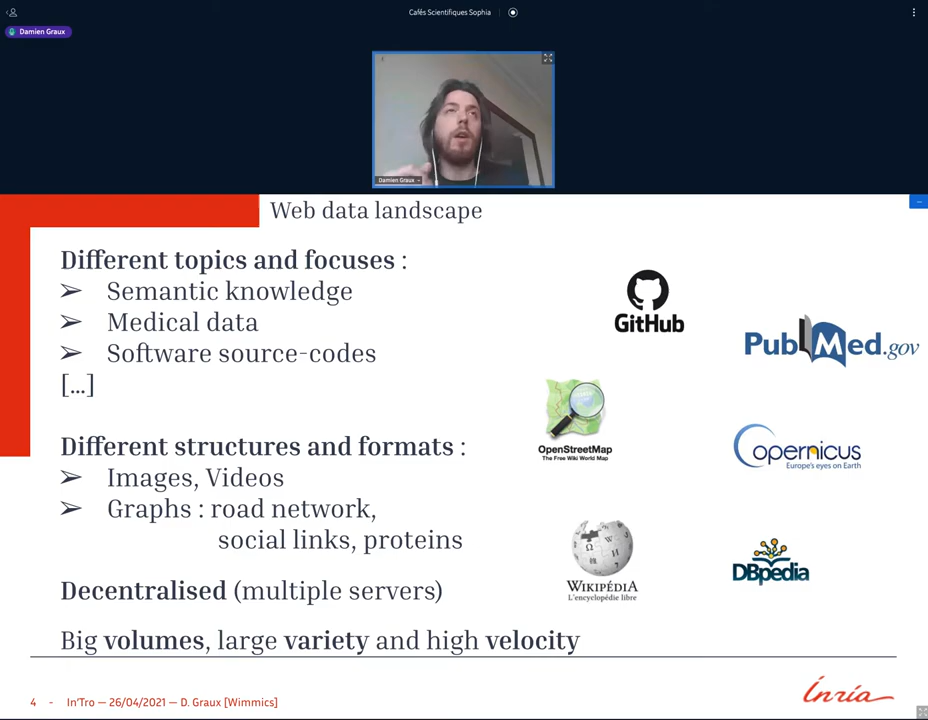 Cafés Scientifiques Sophia
Damien Graux
Damien Graux
Web data landscape
Different topics and focuses :
➢ Semantic knowledge
➢ Medical data
➢ Software source-codes
[...]
Different structures and formats :
➢ Images, Videos
➢ Graphs : road network,
social links, proteins
Decentralised (multiple servers)
Big volumes, large variety and high velocity
GitHub
PubMed.gov
OpenStreetMap
The Free Wiki World Map
Copernicus
Europe's eyes on Earth
WIKIPÉDIA
L'encyclopédie libre
DBpedia
4 - In'Tro — 26/04/2021 — D. Graux [Wimmics]
Inria